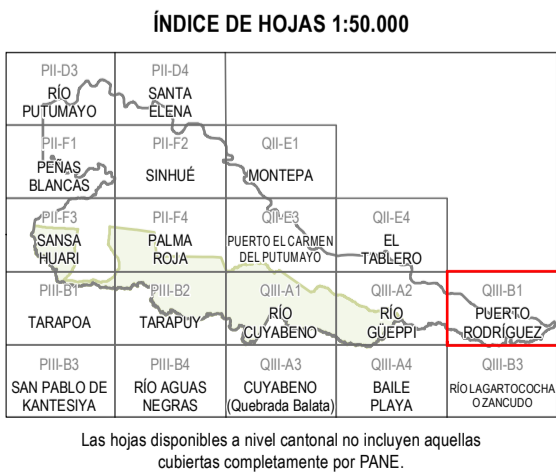 ÍNDICE DE HOJAS 1:50.000
PII-D3
RÍO
PUTUMAYO
PII-D4
SANTA
ELENA
PII-F1
PEÑAS
BLANCAS
PII-F2
SINHUÉ
QII-E1
MONTEPA
PII-F3
SANSA
HUARI
PII-F4
PALMA
ROJA
QII-E3
PUERTO EL CARMEN
DEL PUTUMAYO
QII-E4
EL
TABLERO
PIII-B1
TARAPOA
PIII-B2
TARAPUY
QIII-A1
RÍO
CUYABENO
QIII-A2
RÍO
GÜEPPI
QIII-B1
PUERTO
RODRÍGUEZ
PIII-B3
SAN PABLO DE
KANTESIYA
PIII-B4
RÍO AGUAS
NEGRAS
QIII-A3
CUYABENO
(Quebrada Balata)
QIII-A4
BAILE
PLAYA
QIII-B3
RÍO LAGARTOCOCHA
O ZANCUDO
Las hojas disponibles a nivel cantonal no incluyen aquellas
cubiertas completamente por PANE.